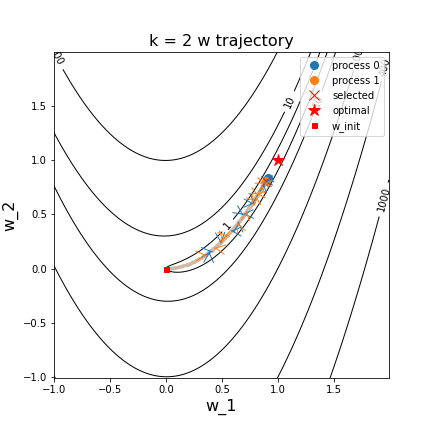 k = 2 w trajectory
process 0
process 1
selected
optimal
w_init
10
1
1000
w_2
1.5
1.0
0.5
0.0
−0.5
−1.0
−1.0
−0.5
0.0
0.5
1.0
1.5
w_1